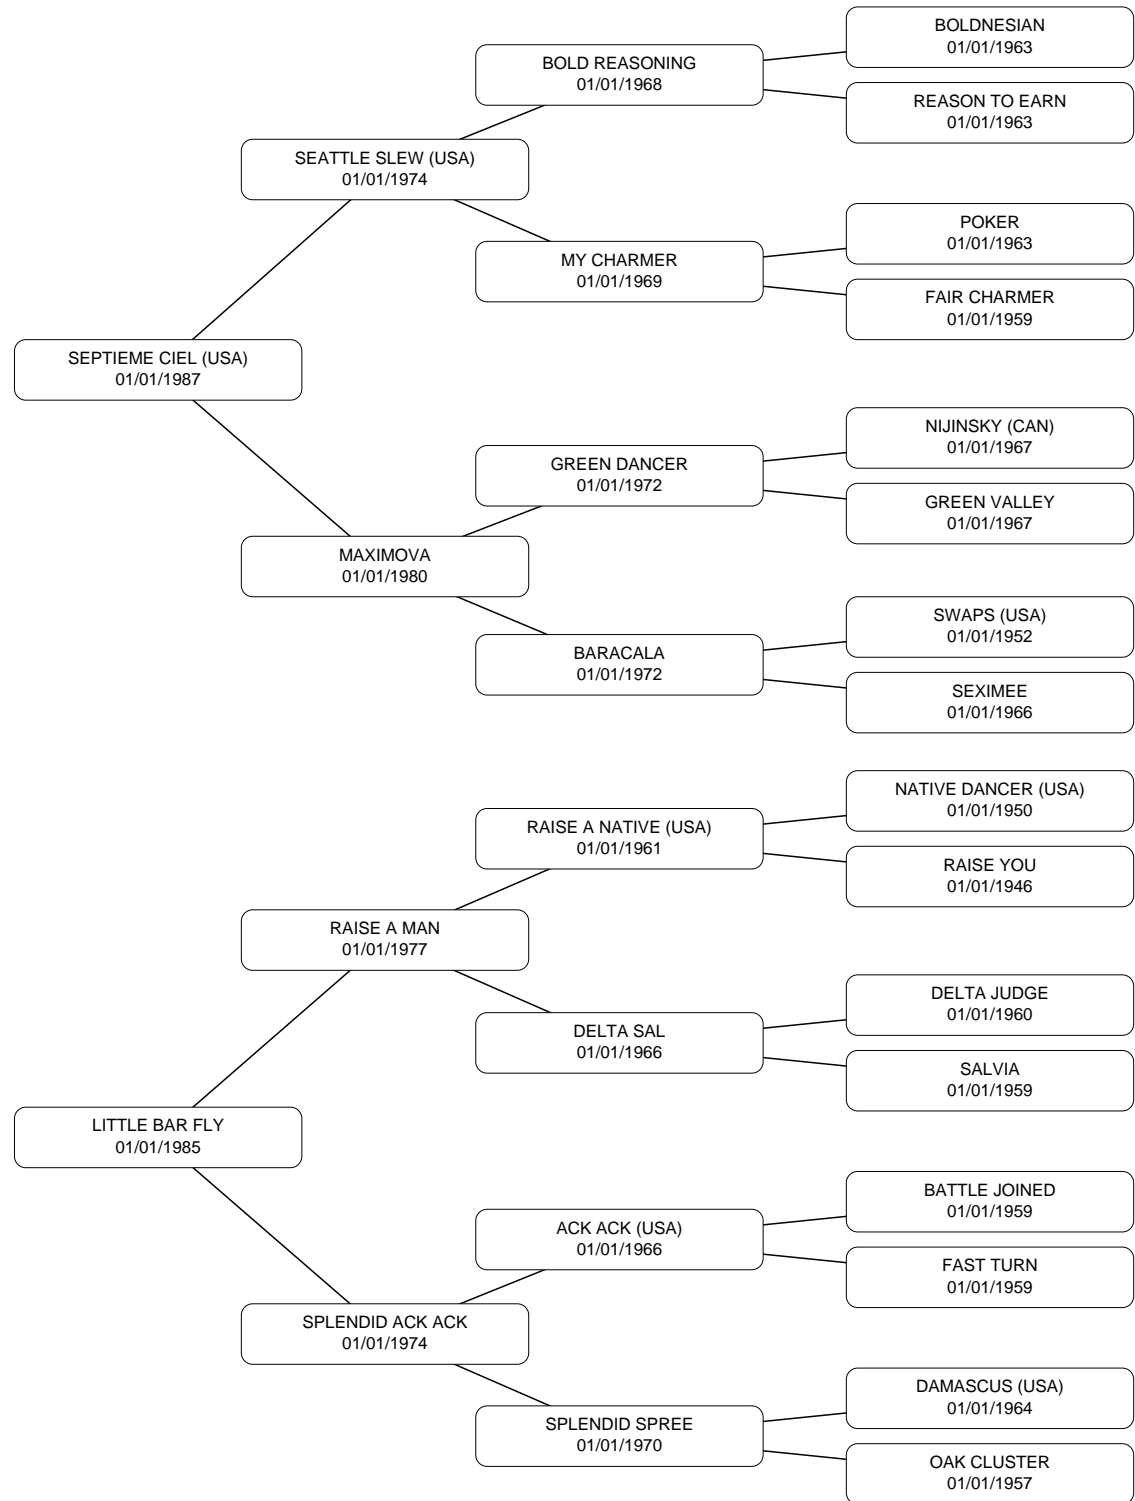 BOLDNESIAN
01/01/1963
BOLD REASONING
01/01/1968
REASON TO EARN
01/01/1963
SEATTLE SLEW (USA)
01/01/1974
POKER
01/01/1963
MY CHARMER
01/01/1969
FAIR CHARMER
01/01/1959
SEPTIEME CIEL (USA)
01/01/1987
NIJINSKY (CAN)
01/01/1967
GREEN DANCER
01/01/1972
GREEN VALLEY
01/01/1967
MAXIMOVA
01/01/1980
SWAPS (USA)
01/01/1952
BARACALA
01/01/1972
SEXIMEE
01/01/1966
NATIVE DANCER (USA)
01/01/1950
RAISE A NATIVE (USA)
01/01/1961
RAISE YOU
01/01/1946
RAISE A MAN
01/01/1977
DELTA JUDGE
01/01/1960
DELTA SAL
01/01/1966
SALVIA
01/01/1959
LITTLE BAR FLY
01/01/1985
BATTLE JOINED
01/01/1959
ACK ACK (USA)
01/01/1966
FAST TURN
01/01/1959
SPLENDID ACK ACK
01/01/1974
DAMASCUS (USA)
01/01/1964
SPLENDID SPREE
01/01/1970
OAK CLUSTER
01/01/1957